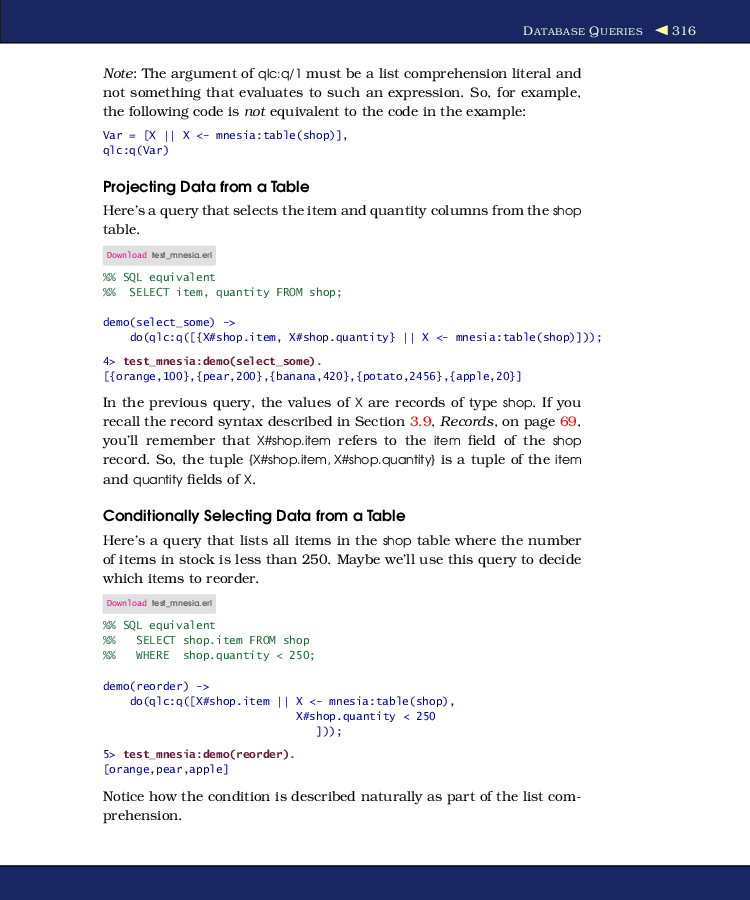 DATABASE QUERIES ◀ 316
Note: The argument of qlc:q/1 must be a list comprehension literal and
not something that evaluates to such an expression. So, for example,
the following code is not equivalent to the code in the example:
Var = [X || X <- mnesia:table(shop)],
qlc:q(Var)
Projecting Data from a Table
Here's a query that selects the item and quantity columns from the shop
table.
Download test_mnesia.erl
%% SQL equivalent
%%  SELECT item, quantity FROM shop;
demo(select_some) ->
    do(qlc:q([{X#shop.item, X#shop.quantity} || X <- mnesia:table(shop)]));
4> test_mnesia:demo(select_some).
[{orange,100},{pear,200},{banana,420},{potato,2456},{apple,20}]
In the previous query, the values of X are records of type shop. If you
recall the record syntax described in Section 3.9, Records, on page 69,
you'll remember that X#shop.item refers to the item field of the shop
record. So, the tuple {X#shop.item, X#shop.quantity} is a tuple of the item
and quantity fields of X.
Conditionally Selecting Data from a Table
Here's a query that lists all items in the shop table where the number
of items in stock is less than 250. Maybe we'll use this query to decide
which items to reorder.
Download test_mnesia.erl
%% SQL equivalent
%%   SELECT shop.item FROM shop
%%   WHERE  shop.quantity < 250;
demo(reorder) ->
    do(qlc:q([X#shop.item || X <- mnesia:table(shop),
                             X#shop.quantity < 250
                                ]));
5> test_mnesia:demo(reorder).
[orange,pear,apple]
Notice how the condition is described naturally as part of the list com-
prehension.